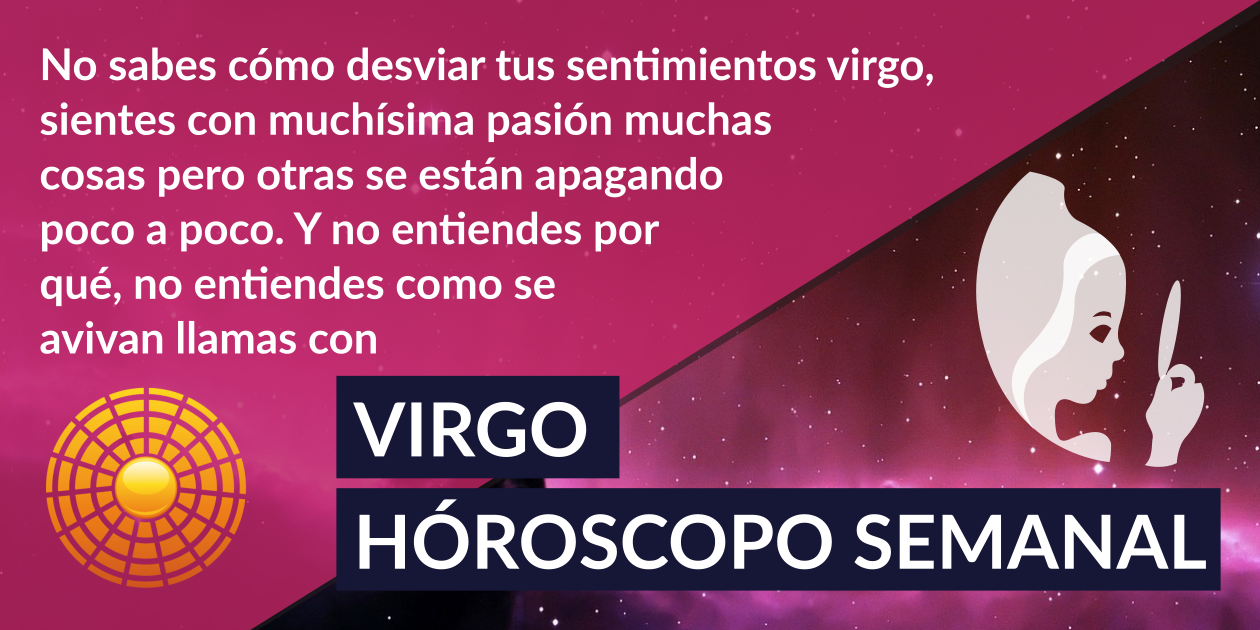 No sabes cómo desviar tus sentimientos virgo,
sientes con muchísima pasión muchas
cosas pero otras se están apagando
poco a poco. Y no entiendes por
qué, no entiendes como se
avivan llamas con
VIRGO
HÓROSCOPO SEMANAL